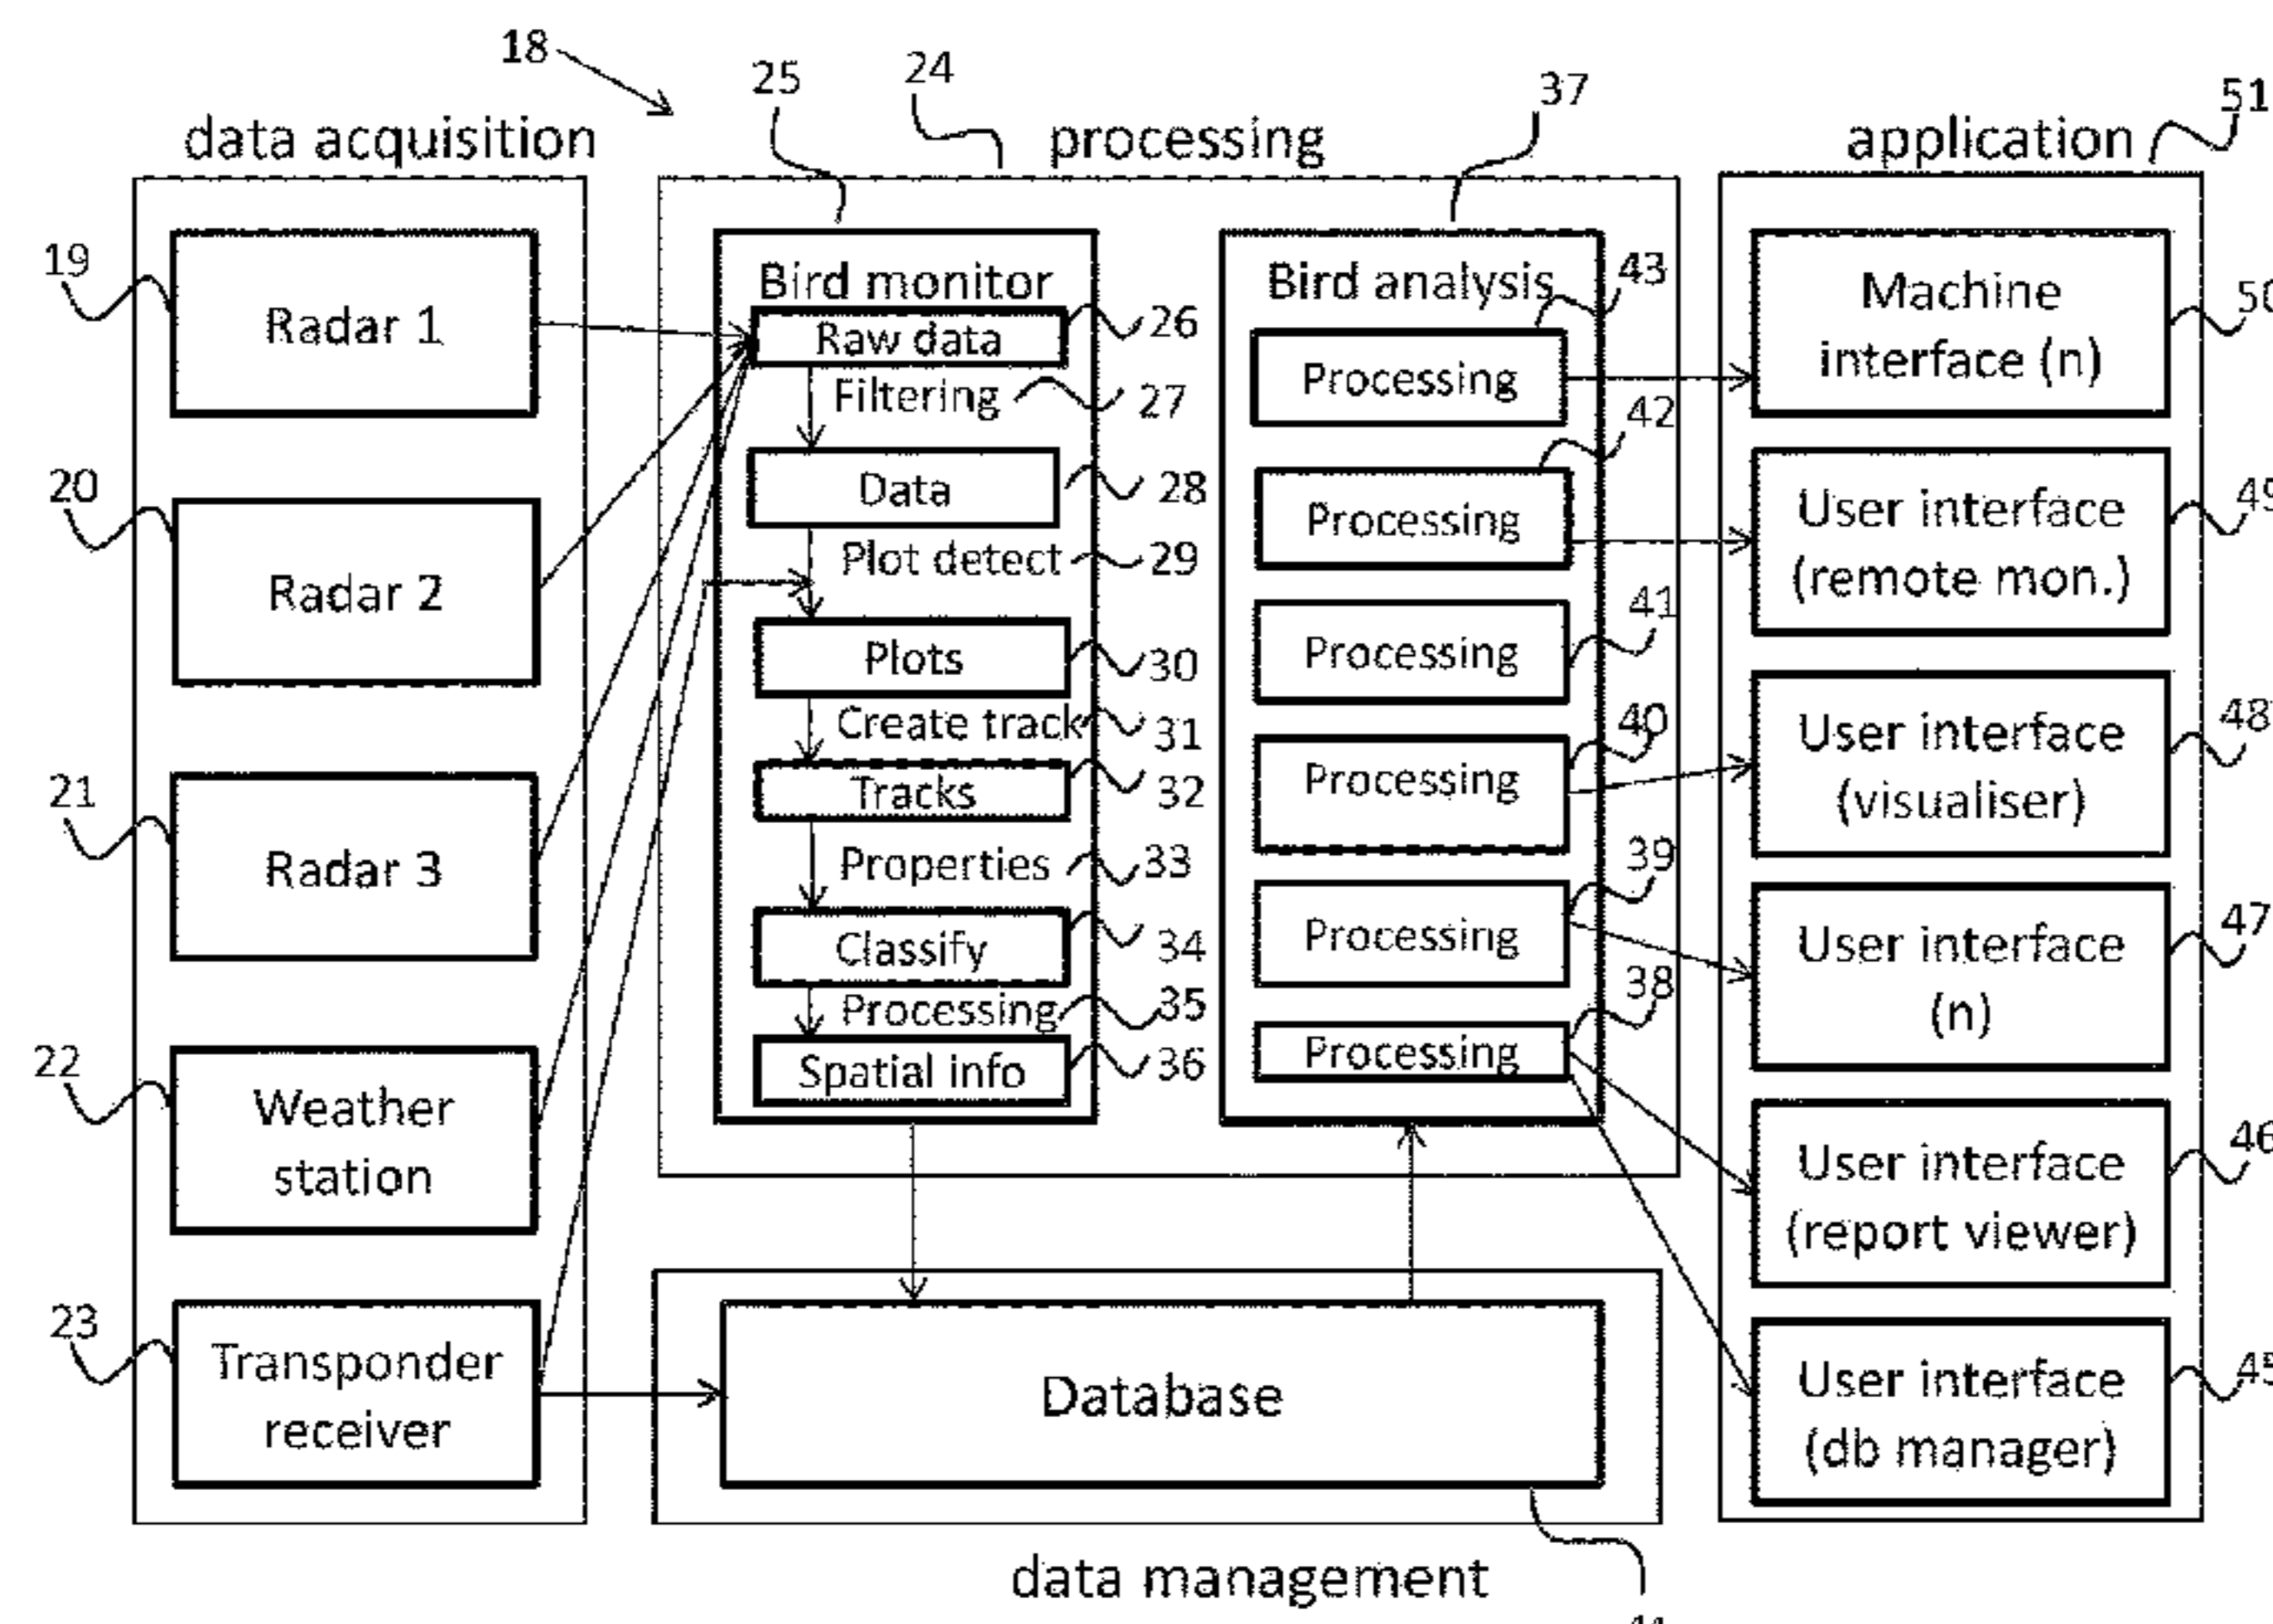 18
25
24
37
51
data acquisition
processing
application
19
Radar 1
20
Radar 2
21
Radar 3
22
Weather
station
23
Transponder
receiver
Bird monitor
Raw data
26
Filtering
27
Data
28
Plot detect
29
Plots
30
Create track
31
Tracks
32
Properties
33
Classify
34
Processing
35
Spatial info
36
Bird analysis
43
Processing
42
Processing
41
Processing
40
Processing
39
Processing
38
Processing
Machine
interface (n)
50
User interface
(remote mon.)
49
User interface
(visualiser)
48
User interface
(n)
47
User interface
(report viewer)
46
User interface
(db manager)
45
Database
data management